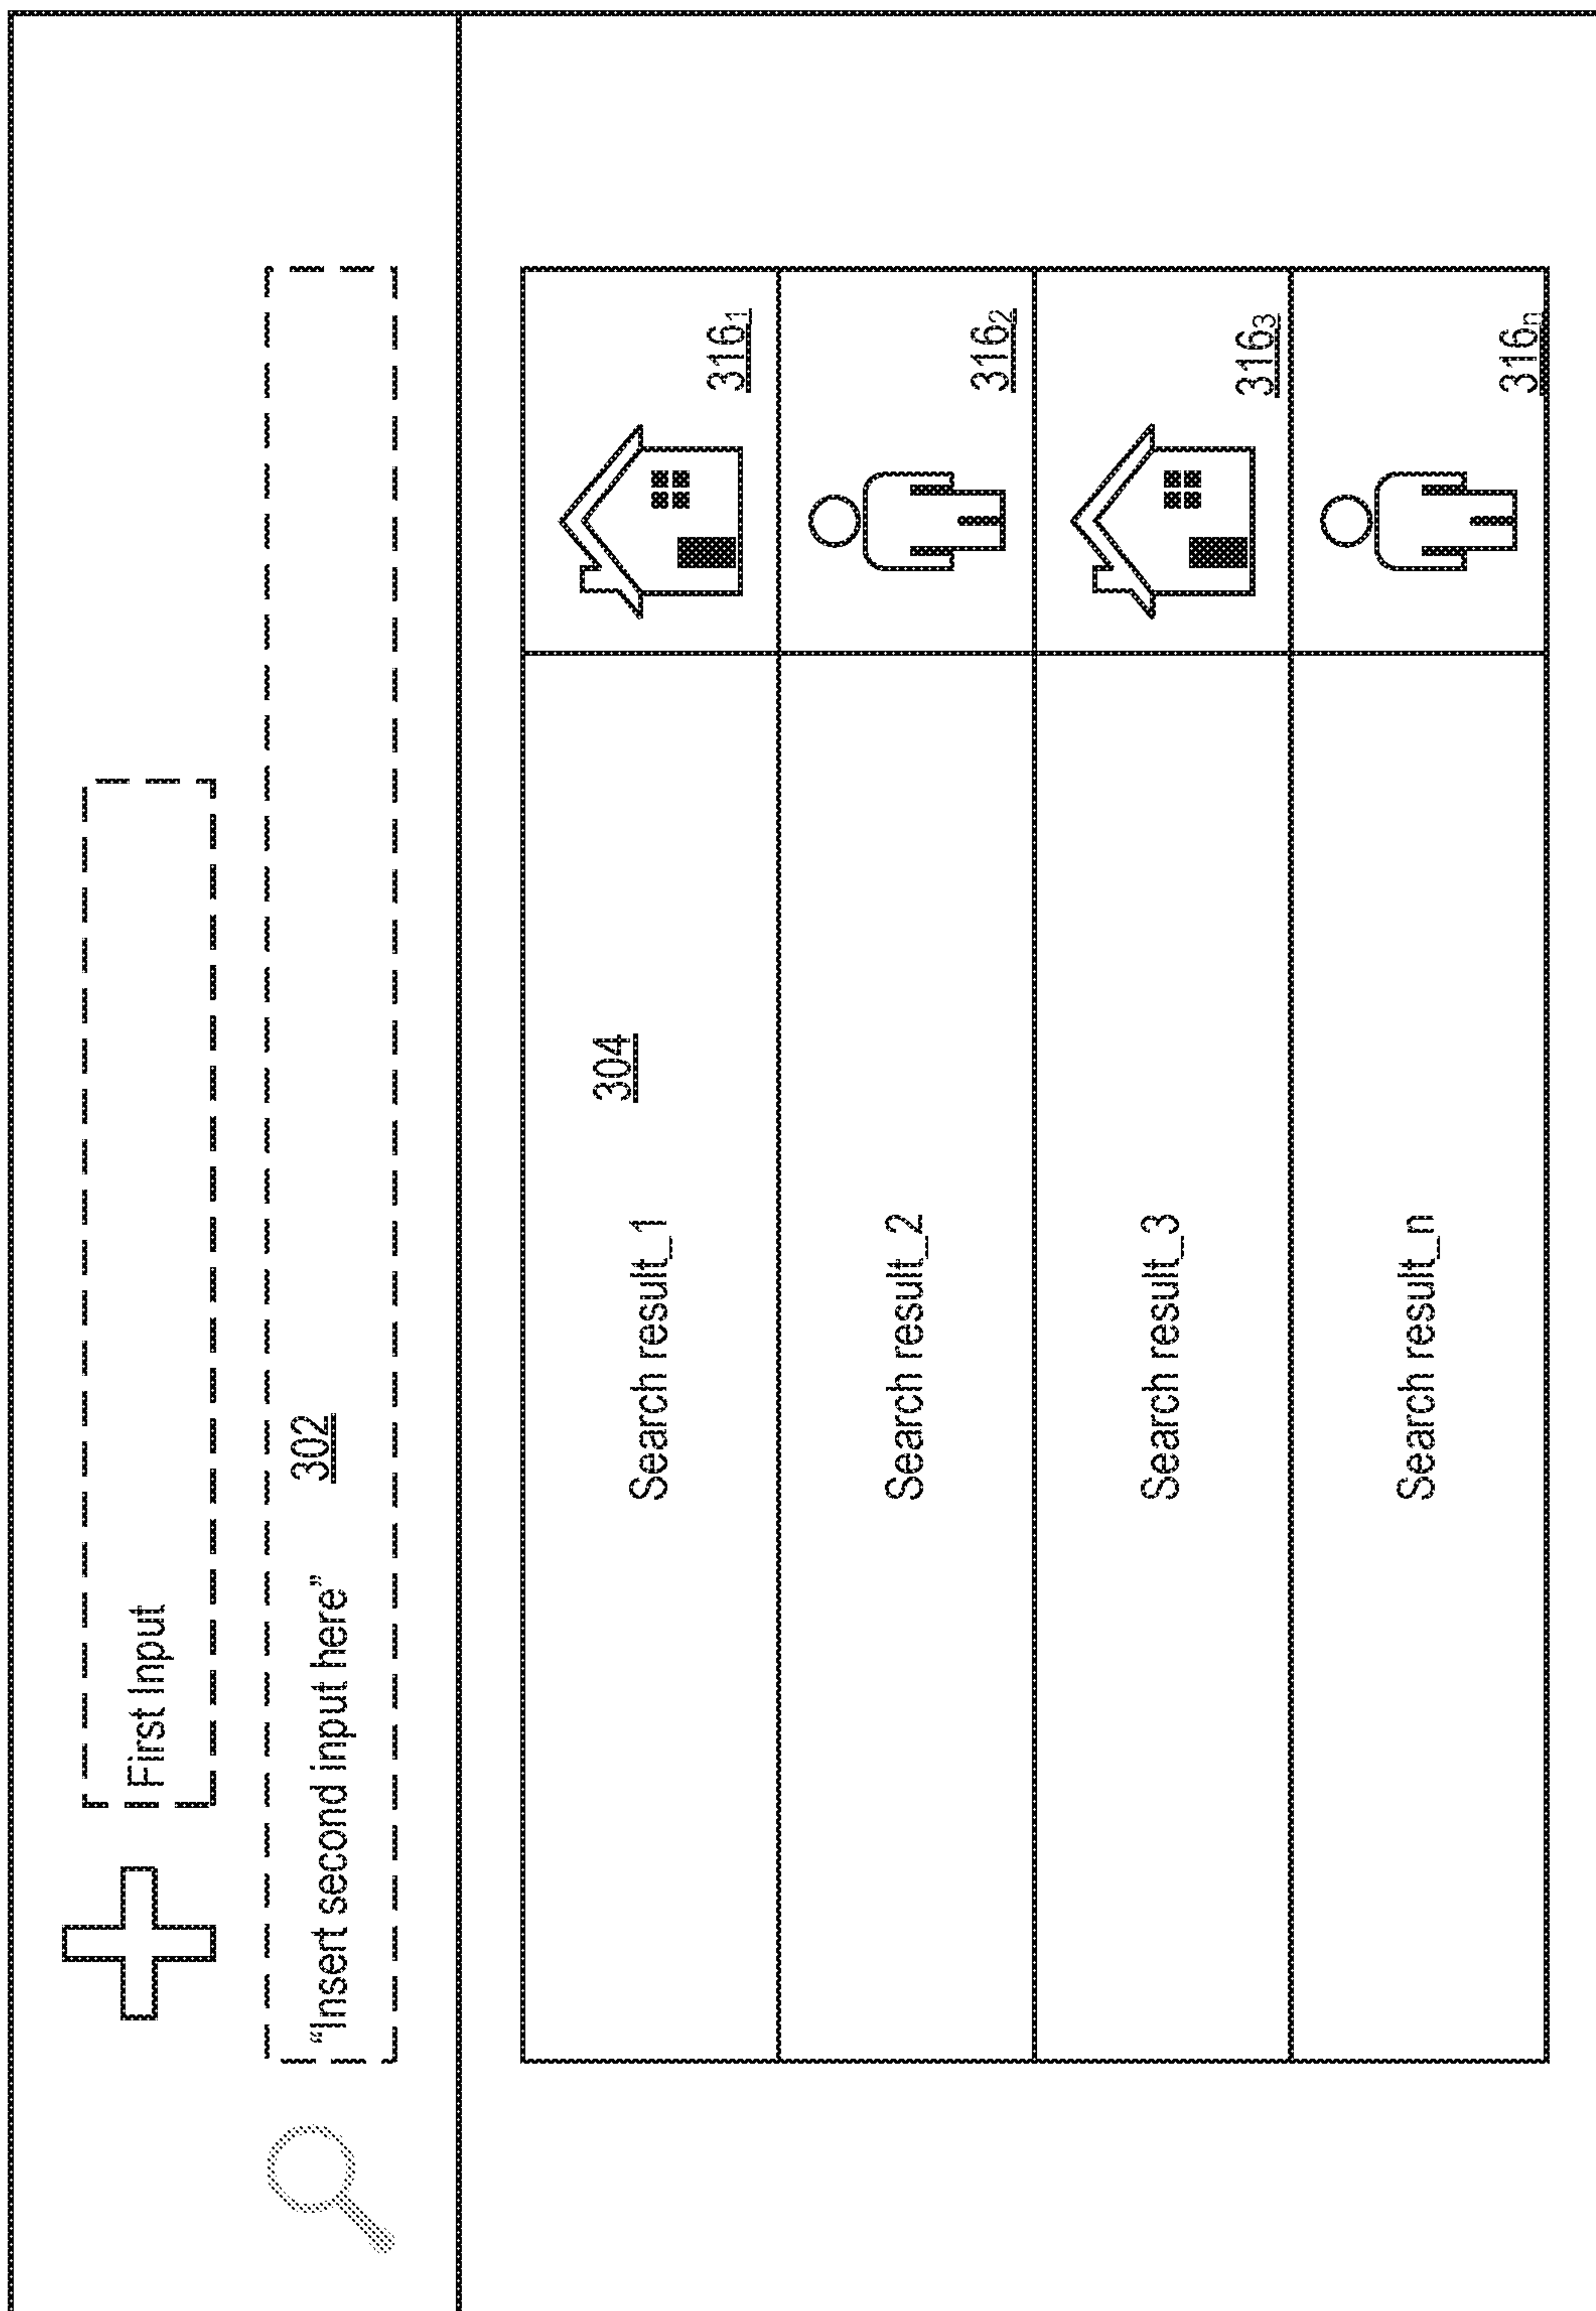 First Input
"Insert second input here” 302
304
Search result_1
316₁
Search result_2
316₂
Search result_3
316₃
Search result_n
316ₙ